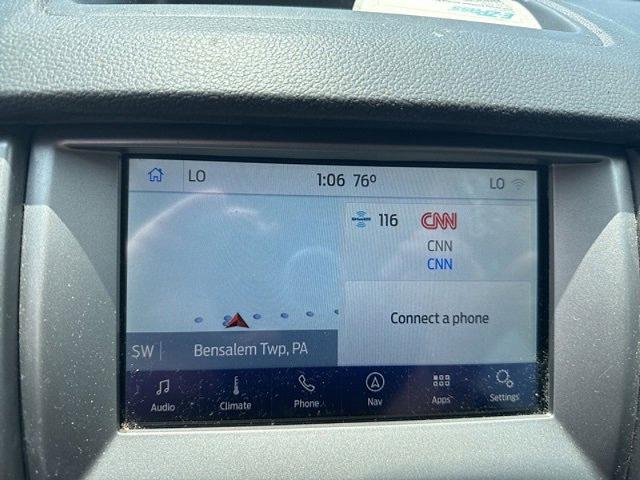 E-ZPass
LO 1:06 76° LO
116 CNN
CNN
CNN
Connect a phone
SW Bensalem Twp, PA
Audio Climate Phone Nav Apps Settings